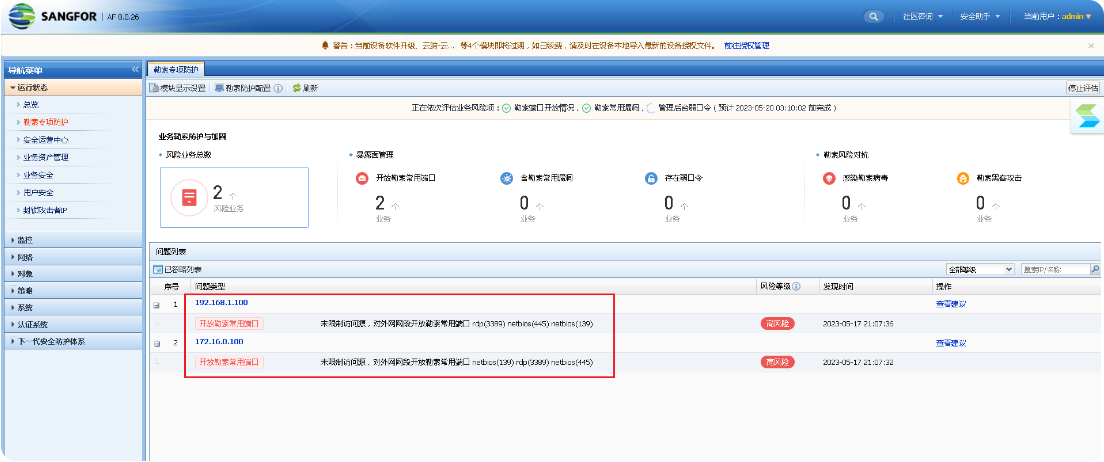 SANGFOR | AF 8.0.26
社区咨询
安全助手
当前用户：admin
警告：当前设备软件升级、云端-云... 等4个模块即将过期，如已续费，请及时在设备本地导入最新的设备授权文件。 前往授权管理
导航菜单
运行状态
总览
勒索专项防护
安全运营中心
业务资产管理
业务安全
用户安全
封锁攻击者IP
监控
网络
对象
策略
系统
认证系统
下一代安全防护体系
勒索专项防护
模块显示设置
勒索防护配置
刷新
停止评估
正在依次评估业务风险项：勒索端口开放情况，勒索常用漏洞，管理后台弱口令 ( 预计 2023-05-20 03:10:02 前完成 )
业务勒索防护与加固
风险业务总数
2 个
风险业务
暴露面管理
开放勒索常用端口
2 个
业务
含勒索常用漏洞
0 个
业务
存在弱口令
0 个
业务
勒索风险对抗
感染勒索病毒
0 个
业务
勒索黑客攻击
0 个
业务
问题列表
已忽略列表
全部等级
搜索IP/名称
序号 问题类型 风险等级 发现时间 操作
1 192.168.1.100 查看建议
开放勒索常用端口 未限制访问源，对外网网段开放勒索常用端口 rdp(3389) netbios(445) netbios(139) 高风险 2023-05-17 21:07:36
2 172.16.0.100 查看建议
开放勒索常用端口 未限制访问源，对外网网段开放勒索常用端口 netbios(139) rdp(3389) netbios(445) 高风险 2023-05-17 21:07:32